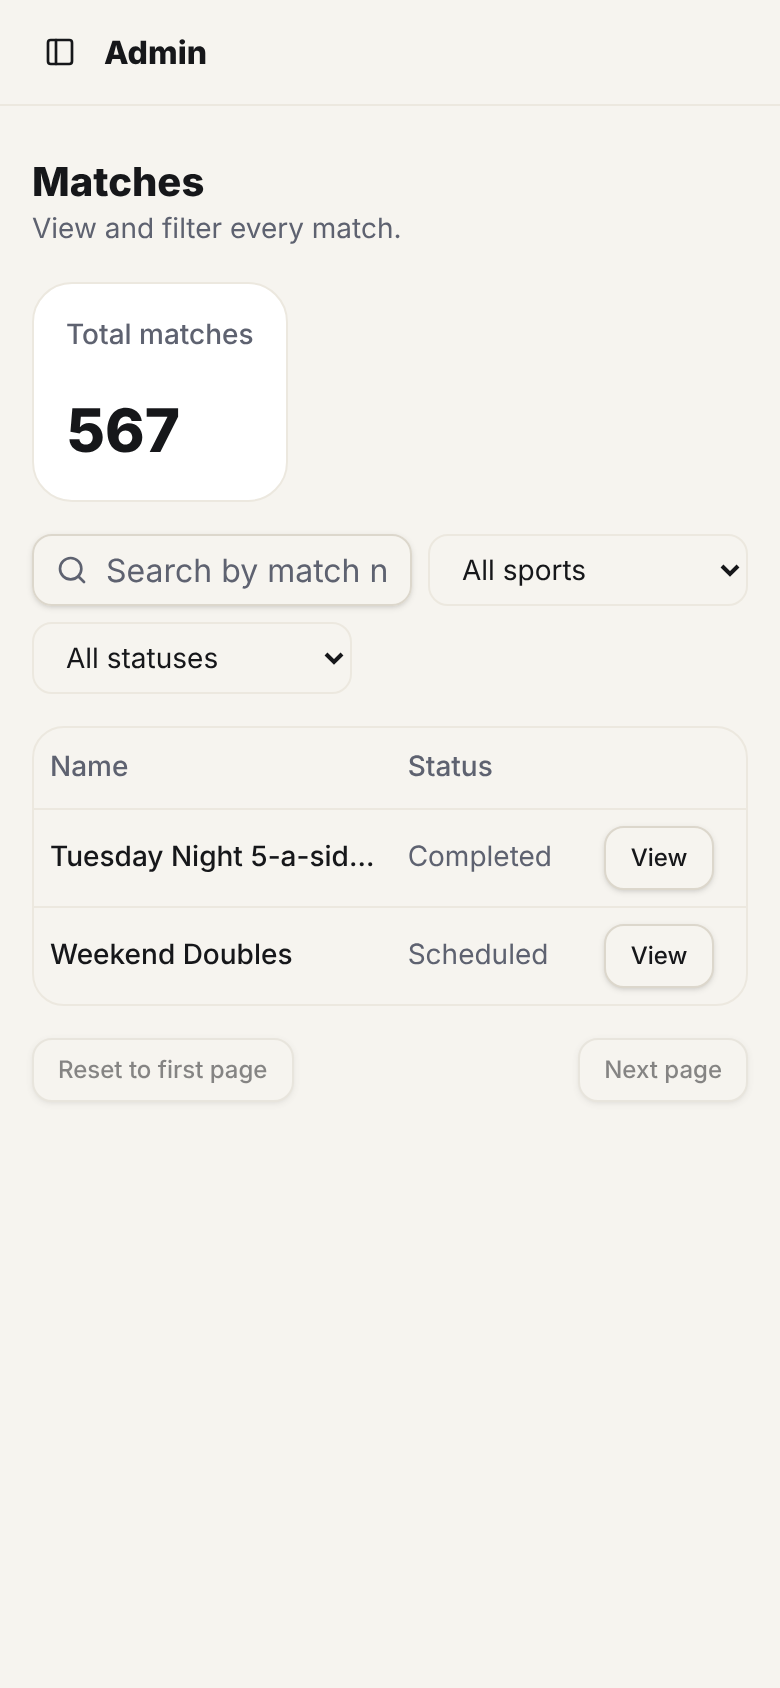 Admin
Matches
View and filter every match.
Total matches
567
Search by match n
All sports
All statuses
Name Status
Tuesday Night 5-a-sid... Completed View
Weekend Doubles Scheduled View
Reset to first page Next page